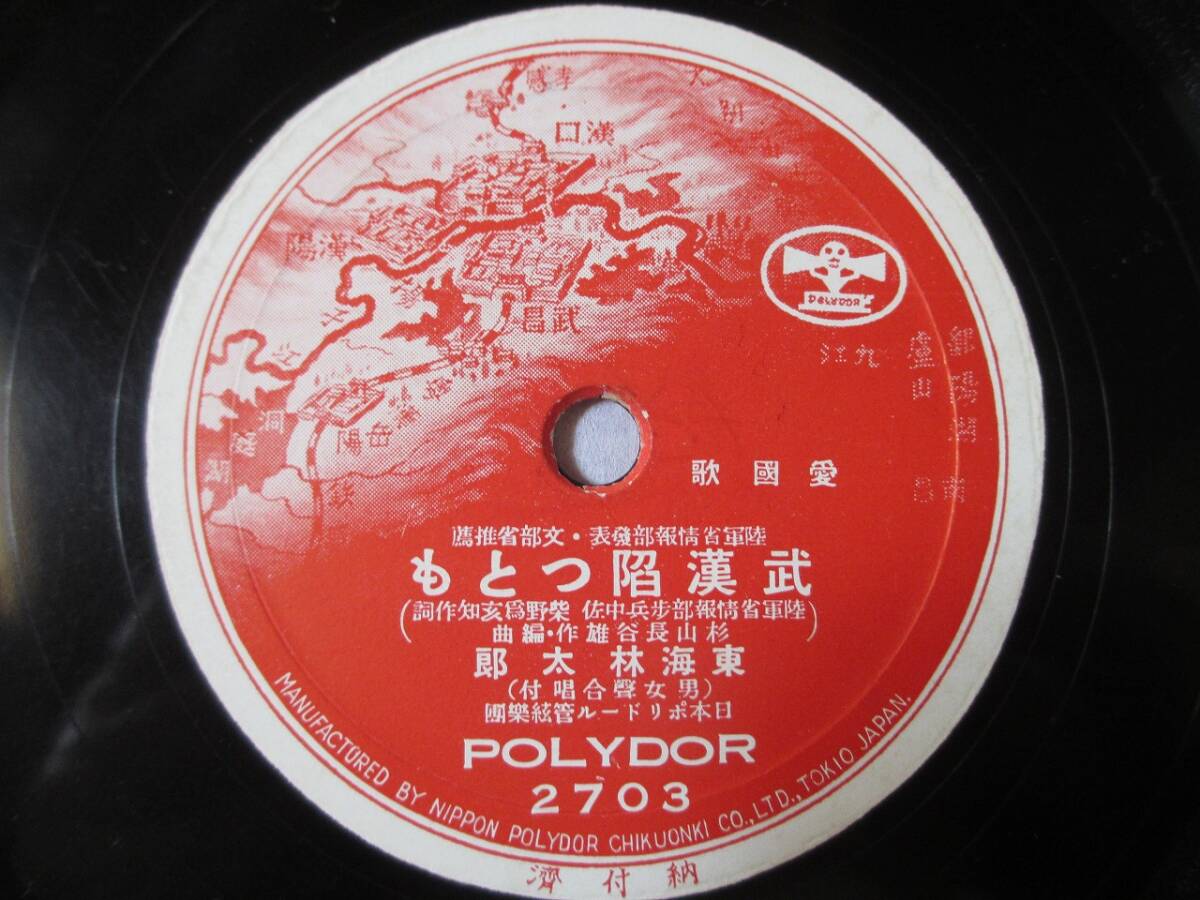 孝感
漢口
漢陽
武昌
岳陽
洞庭湖
九江
廬山
POLYDOR
愛國歌
陸軍省情報部發表・文部省推薦
武漢陷つとも
(陸軍省情報部歩兵中佐 柴野爲亥知作詞
杉山長谷雄作・編曲)
東海林太郎
(男女聲合唱付)
日本ポリドール管絃樂團
POLYDOR
2703
MANUFACTURED BY NIPPON POLYDOR CHIKUONKI CO.,LTD., TOKIO JAPAN.
納付濟